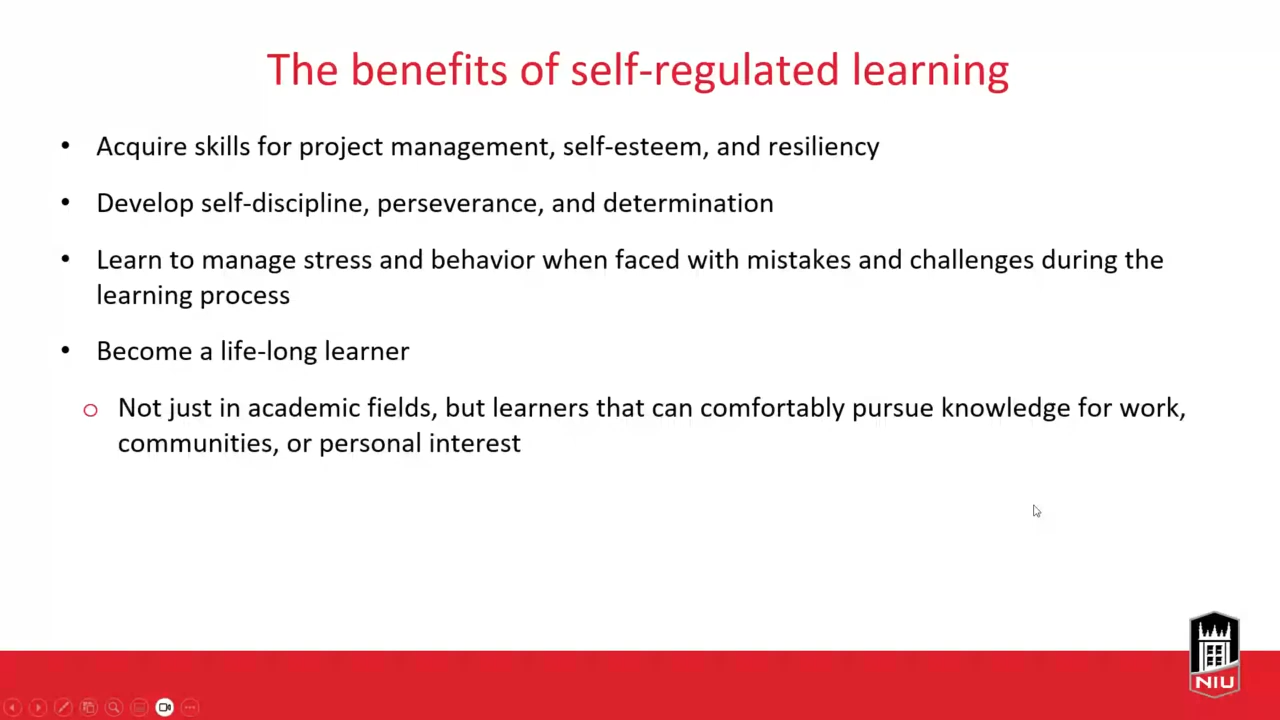 The benefits of self-regulated learning
• Acquire skills for project management, self-esteem, and resiliency
• Develop self-discipline, perseverance, and determination
• Learn to manage stress and behavior when faced with mistakes and challenges during the
learning process
• Become a life-long learner
o Not just in academic fields, but learners that can comfortably pursue knowledge for work,
communities, or personal interest
NIU